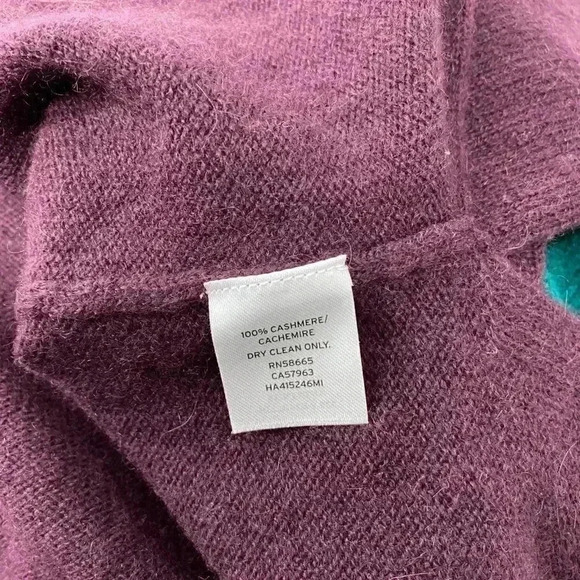 100% CASHMERE/
CACHEMIRE
DRY CLEAN ONLY.
RN58665
CA57963
HA415246MI